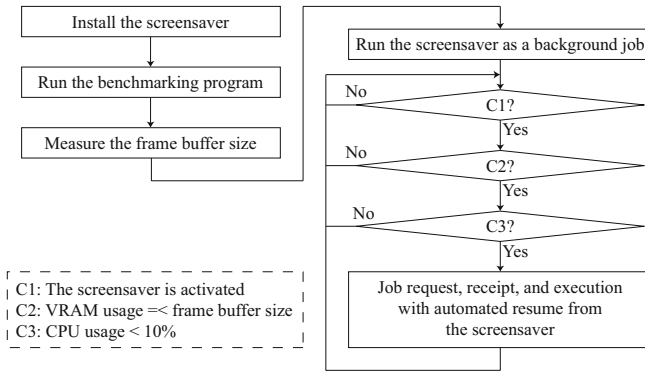 Install the screensaver
Run the benchmarking program
Measure the frame buffer size
Run the screensaver as a background job
No
C1?
Yes
No
C2?
Yes
No
C3?
Yes
Job request, receipt, and execution
with automated resume from
the screensaver
C1: The screensaver is activated
C2: VRAM usage =< frame buffer size
C3: CPU usage < 10%